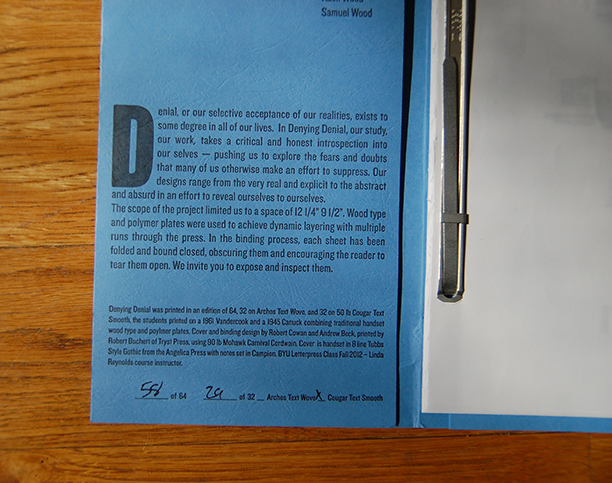 Wood
Samuel Wood
Denial, or our selective acceptance of our realities, exists to
some degree in all of our lives. In Denying Denial, our study,
our work, takes a critical and honest introspection into
our selves — pushing us to explore the fears and doubts
that many of us otherwise make an effort to suppress. Our
designs range from the very real and explicit to the abstract
and absurd in an effort to reveal ourselves to ourselves.
The scope of the project limited us to a space of 12 1/4" 9 1/2". Wood type
and polymer plates were used to achieve dynamic layering with multiple
runs through the press. In the binding process, each sheet has been
folded and bound closed, obscuring them and encouraging the reader to
tear them open. We invite you to expose and inspect them.
Denying Denial was printed in an edition of 64, 32 on Arches Text Wove, and 32 on 50 lb Cougar Text
Smooth, the students printed on a 1961 Vandercook and a 1945 Canuck combining traditional handset
wood type and polymer plates. Cover and binding design by Robert Cowan and Andrew Beck, printed by
Robert Buchert of Tryst Press, using 90 lb Mohawk Carnival Cordwain. Cover is handset in 8 line Tubbs
Style Gothic from the Angelica Press with notes set in Campion. BYU Letterpress Class Fall 2012 – Linda
Reynolds course instructor.
of 64 29 of 32 __ Arches Text Wove X Cougar Text Smooth